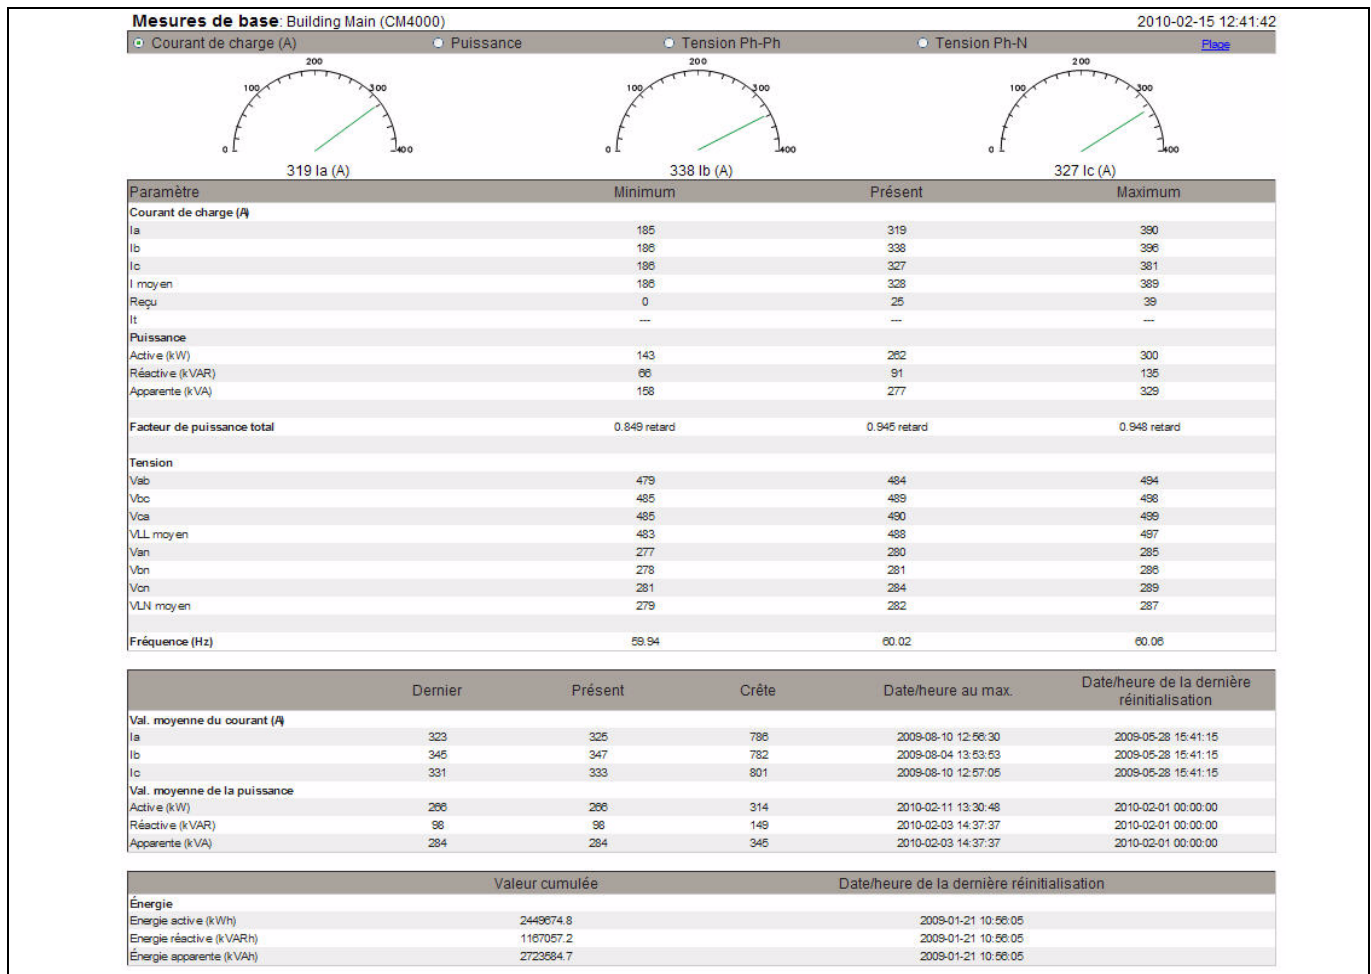 Mesures de base: Building Main (CM4000) 2010-02-15 12:41:42
Courant de charge (A) Puissance Tension Ph-Ph Tension Ph-N Plage
200 200 200
100 300 100 300 100 300
0 400 0 400 0 400
319 Ia (A) 338 Ib (A) 327 Ic (A)
Paramètre Minimum Présent Maximum
Courant de charge (A)
Ia 185 319 390
Ib 186 338 396
Ic 186 327 381
I moyen 186 328 389
Reçu 0 25 39
It --- --- ---
Puissance
Active (kW) 143 262 300
Réactive (kVAR) 66 91 135
Apparente (kVA) 158 277 329
Facteur de puissance total 0.849 retard 0.945 retard 0.948 retard
Tension
Vab 479 484 494
Vbc 485 489 498
Vca 485 490 499
VLL moyen 483 488 497
Van 277 280 285
Vbn 278 281 286
Vcn 281 284 289
VLN moyen 279 282 287
Fréquence (Hz) 59.94 60.02 60.06
Dernier Présent Crête Date/heure au max. Date/heure de la dernière
réinitialisation
Val. moyenne du courant (A)
Ia 323 325 786 2009-08-10 12:56:30 2009-05-28 15:41:15
Ib 345 347 782 2009-08-04 13:53:53 2009-05-28 15:41:15
Ic 331 333 801 2009-08-10 12:57:05 2009-05-28 15:41:15
Val. moyenne de la puissance
Active (kW) 266 266 314 2010-02-11 13:30:48 2010-02-01 00:00:00
Réactive (kVAR) 98 98 149 2010-02-03 14:37:37 2010-02-01 00:00:00
Apparente (kVA) 284 284 345 2010-02-03 14:37:37 2010-02-01 00:00:00
Valeur cumulée Date/heure de la dernière réinitialisation
Énergie
Energie active (kWh) 2449674.8 2009-01-21 10:56:05
Energie réactive (kVARh) 1167057.2 2009-01-21 10:56:05
Énergie apparente (kVAh) 2723584.7 2009-01-21 10:56:05